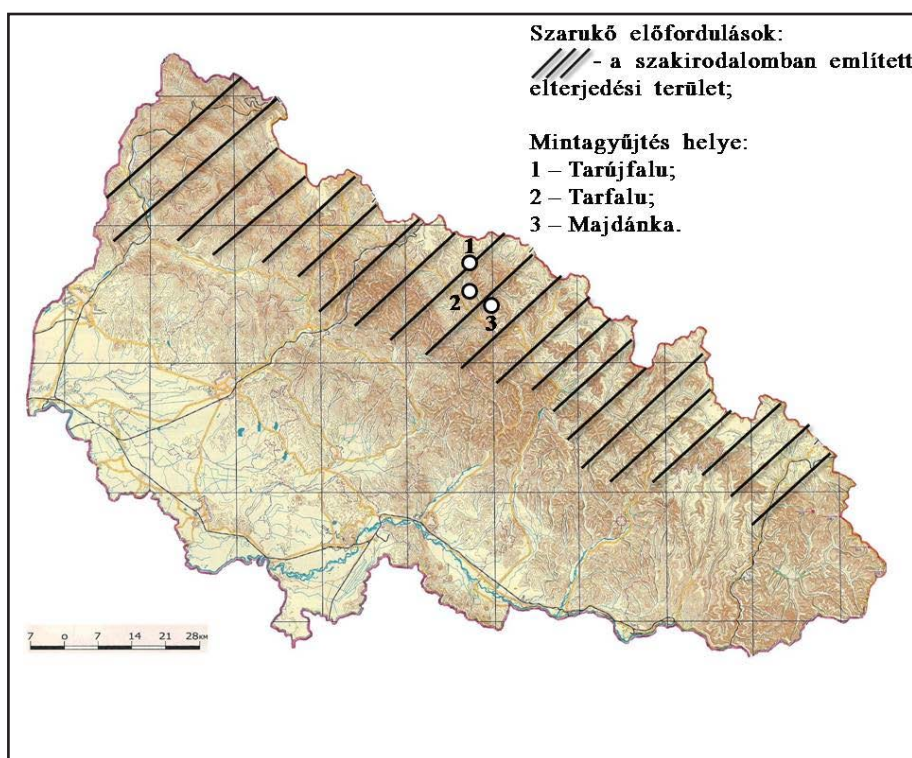 Szarukő előfordulások:
- a szakirodalomban említett
elterjedési terület;
Mintagyűjtés helye:
1 – Tarújfalu;
2 – Tarfalu;
3 – Majdánka.
1
2
3
7 0 7 14 21 28км